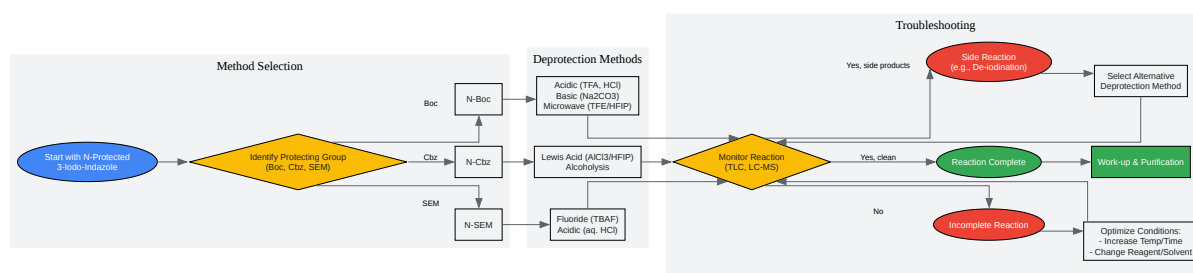 Method Selection
Start with N-Protected
3-Iodo-Indazole
Identify Protecting Group
(Boc, Cbz, SEM)
Boc
Cbz
SEM
N-Boc
N-Cbz
N-SEM
Deprotection Methods
Acidic (TFA, HCl)
Basic (Na2CO3)
Microwave (TFE/HFIP)
Lewis Acid (AlCl3/HFIP)
Alcoholysis
Fluoride (TBAF)
Acidic (aq. HCl)
Troubleshooting
Monitor Reaction
(TLC, LC-MS)
Yes, side products
Yes, clean
No
Side Reaction
(e.g., De-iodination)
Select Alternative
Deprotection Method
Reaction Complete
Work-up & Purification
Incomplete Reaction
Optimize Conditions:
- Increase Temp/Time
- Change Reagent/Solvent